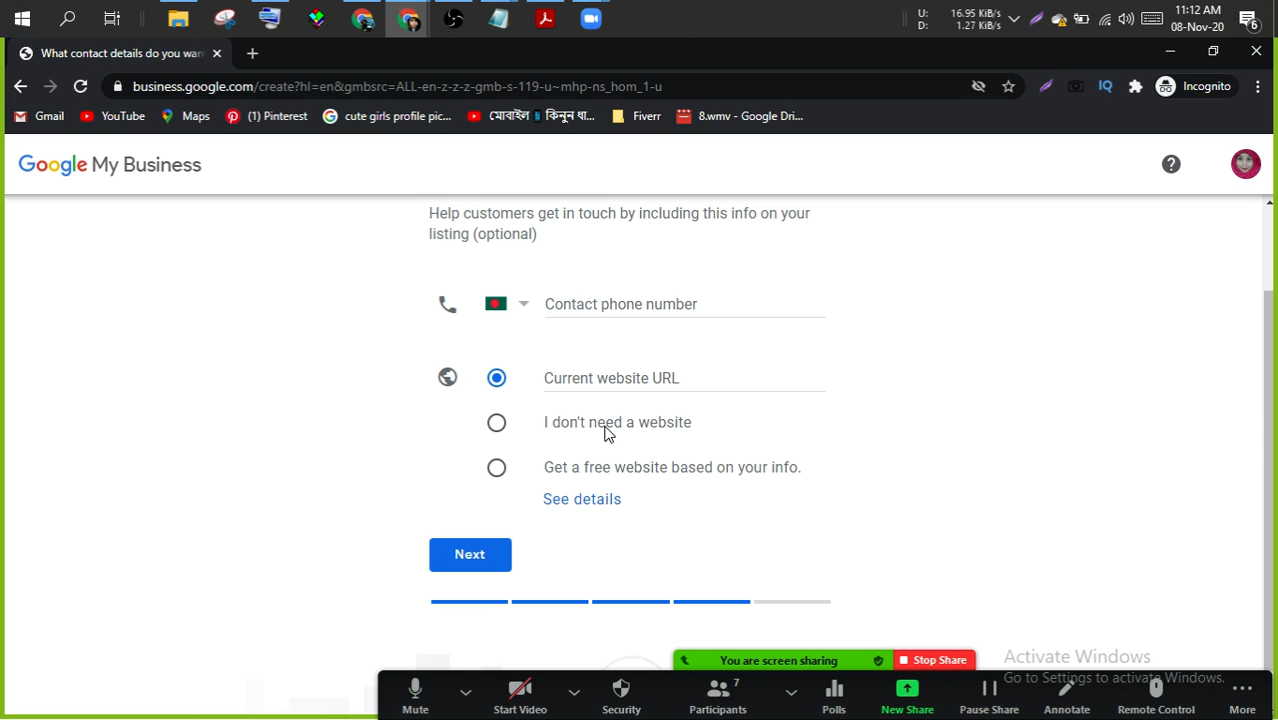 U: 16.95 KiB/s
D: 1.27 KiB/s
11:12 AM
08-Nov-20
6
What contact details do you wan
business.google.com/create?hl=en&gmbsrc=ALL-en-z-z-z-gmb-s-119-u~mhp-ns_hom_1-u
IQ
Incognito
Gmail
YouTube
Maps
(1) Pinterest
cute girls profile pic...
মোবাইল কিনুন ধা...
Fiverr
8.wmv - Google Dri...
Google My Business
Help customers get in touch by including this info on your
listing (optional)
Contact phone number
Current website URL
I don't need a website
Get a free website based on your info.
See details
Next
You are screen sharing
Stop Share
Activate Windows
Go to Settings to activate Windows.
Mute
Start Video
Security
Participants
7
Polls
New Share
Pause Share
Annotate
Remote Control
More